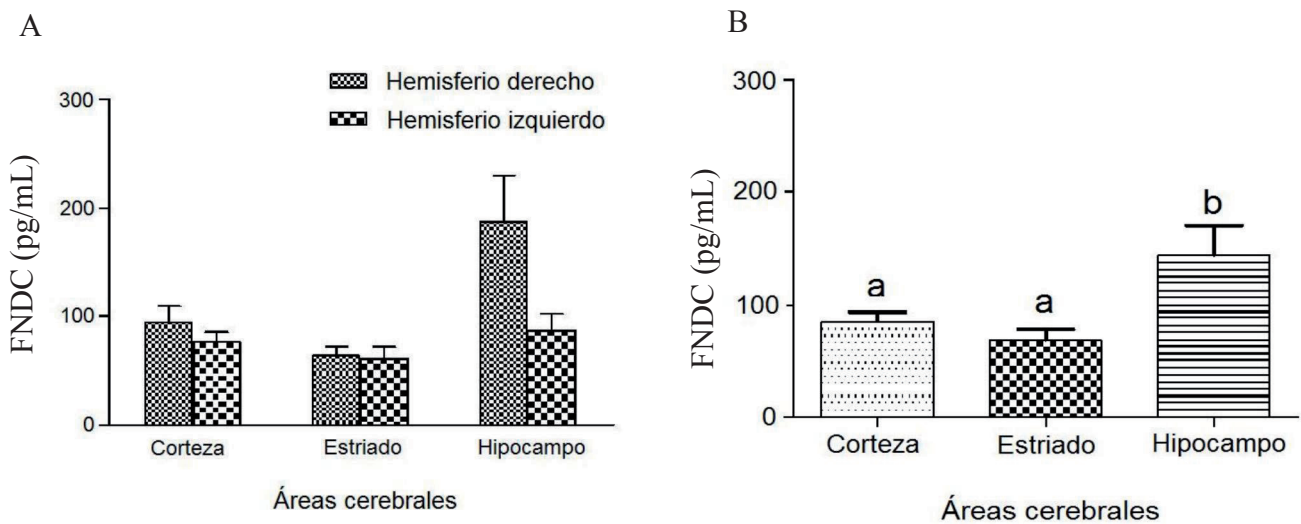 A
Hemisferio derecho
Hemisferio izquierdo
FNDC (pg/mL)
300
200
100
0
Corteza
Estriado
Hipocampo
Áreas cerebrales
B
FNDC (pg/mL)
300
200
100
0
a
a
b
Corteza
Estriado
Hipocampo
Áreas cerebrales